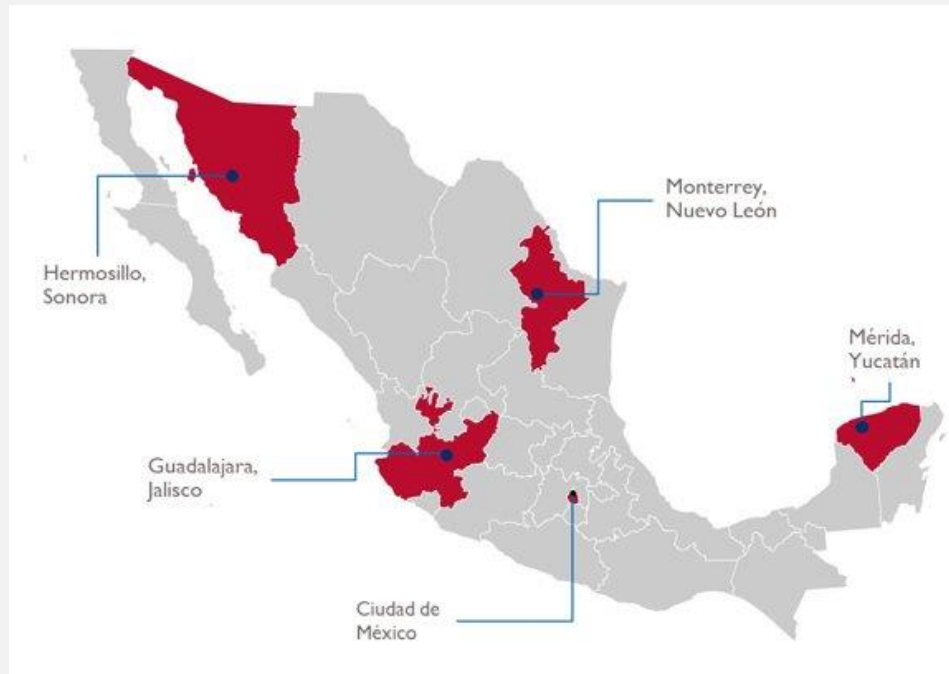 Monterrey,
Nuevo León
Hermosillo,
Sonora
Mérida,
Yucatán
Guadalajara,
Jalisco
Ciudad de
México